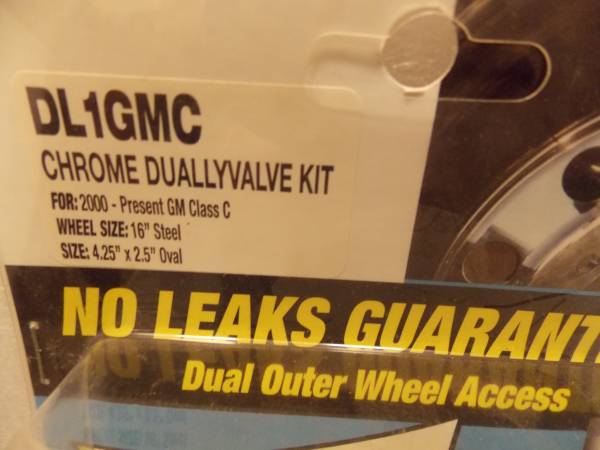 DL1GMC
CHROME DUALLYVALVE KIT
FOR: 2000 - Present GM Class C
WHEEL SIZE: 16" Steel
SIZE: 4.25" x 2.5" Oval
NO LEAKS GUARANT
Dual Outer Wheel Access